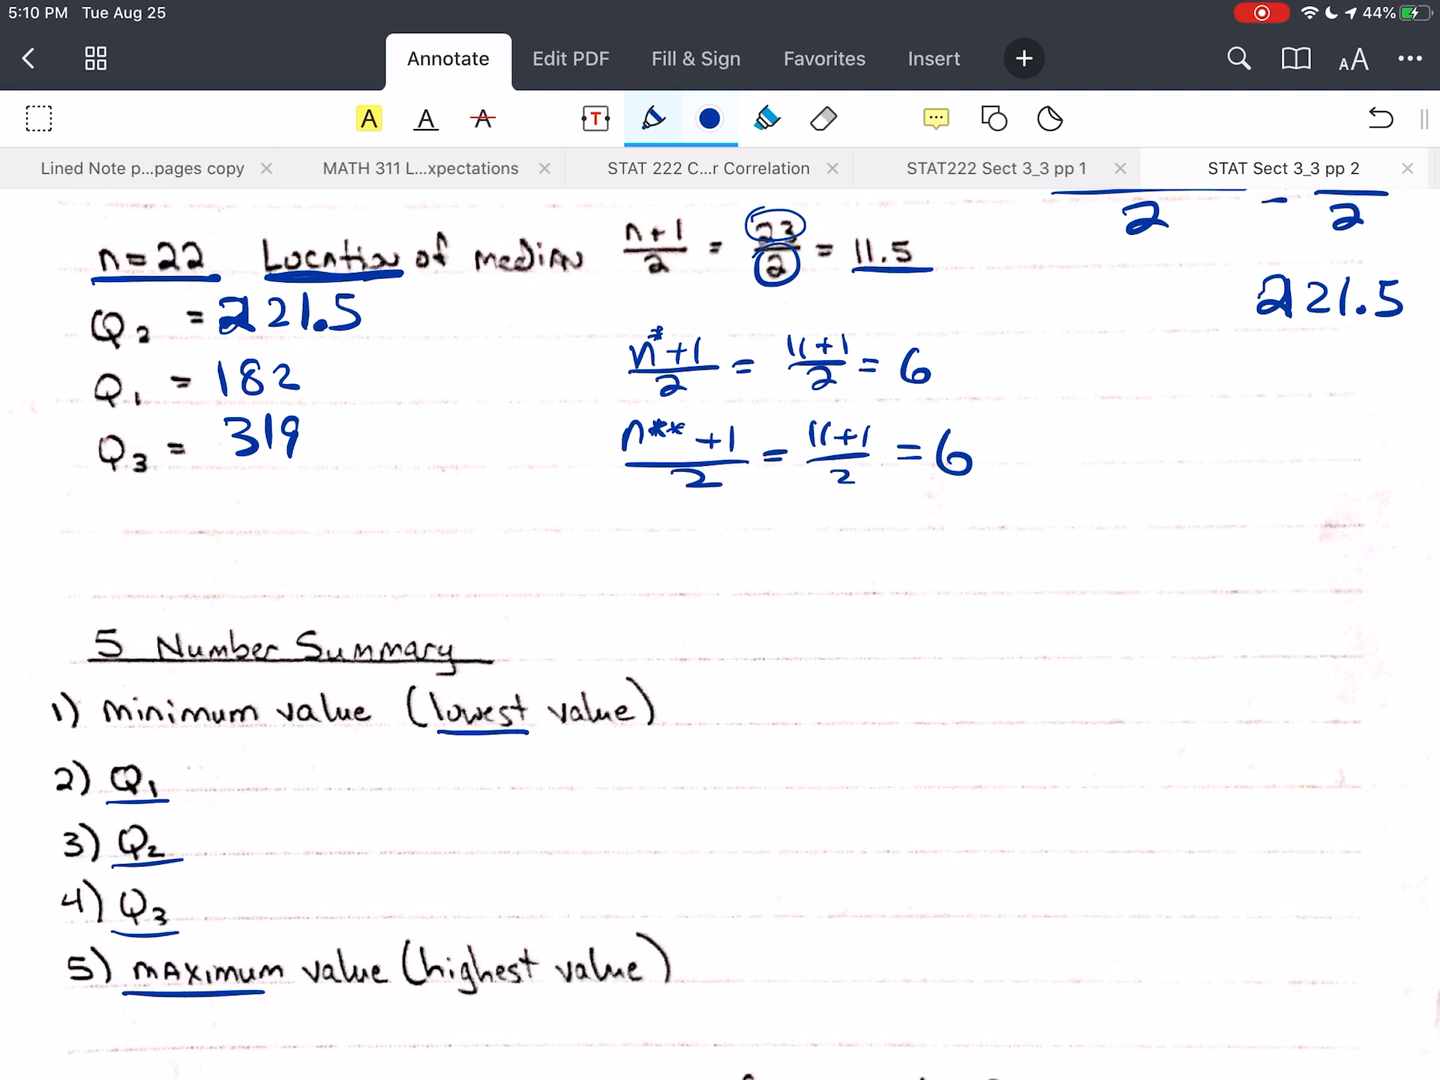 5:10 PM Tue Aug 25 44%
Annotate Edit PDF Fill & Sign Favorites Insert
A A A T
Lined Note p...pages copy MATH 311 L...xpectations STAT 222 C...r Correlation STAT222 Sect 3_3 pp 1 STAT Sect 3_3 pp 2
2 = 2
n=22 Location of median n+1/2 = 23/2 = 11.5
221.5
Q2 = 221.5
n*+1/2 = 11+1/2 = 6
Q1 = 182
Q3 = 319
n**+1/2 = 11+1/2 = 6
5 Number Summary
1) minimum value (lowest value)
2) Q1
3) Q2
4) Q3
5) maximum value (highest value)